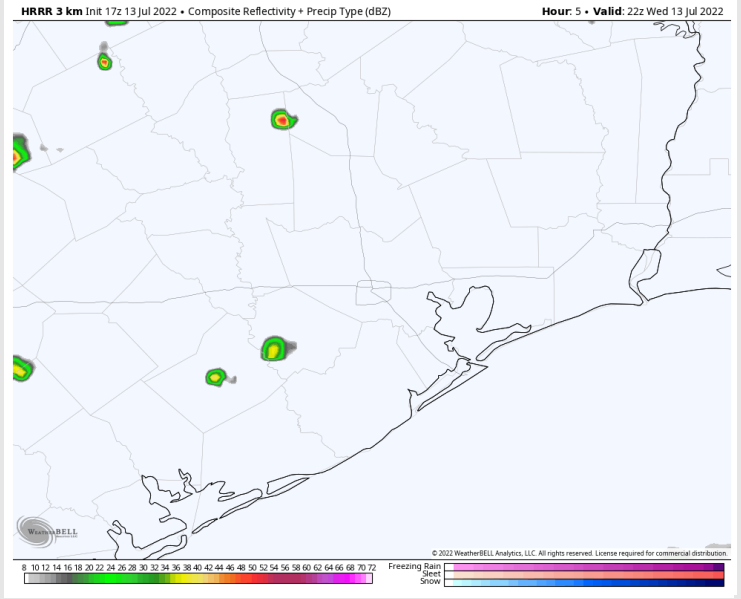 HRRR 3 km Init 17z 13 Jul 2022 • Composite Reflectivity + Precip Type (dBZ) Hour: 5 • Valid: 22z Wed 13 Jul 2022
WeatherBELL
© 2022 WeatherBELL Analytics, LLC. All rights reserved. License required for commercial distribution.
8 10 12 14 16 18 20 22 24 26 28 30 32 34 36 38 40 42 44 46 48 50 52 54 56 58 60 62 64 66 68 70 72
Freezing Rain
Sleet
Snow